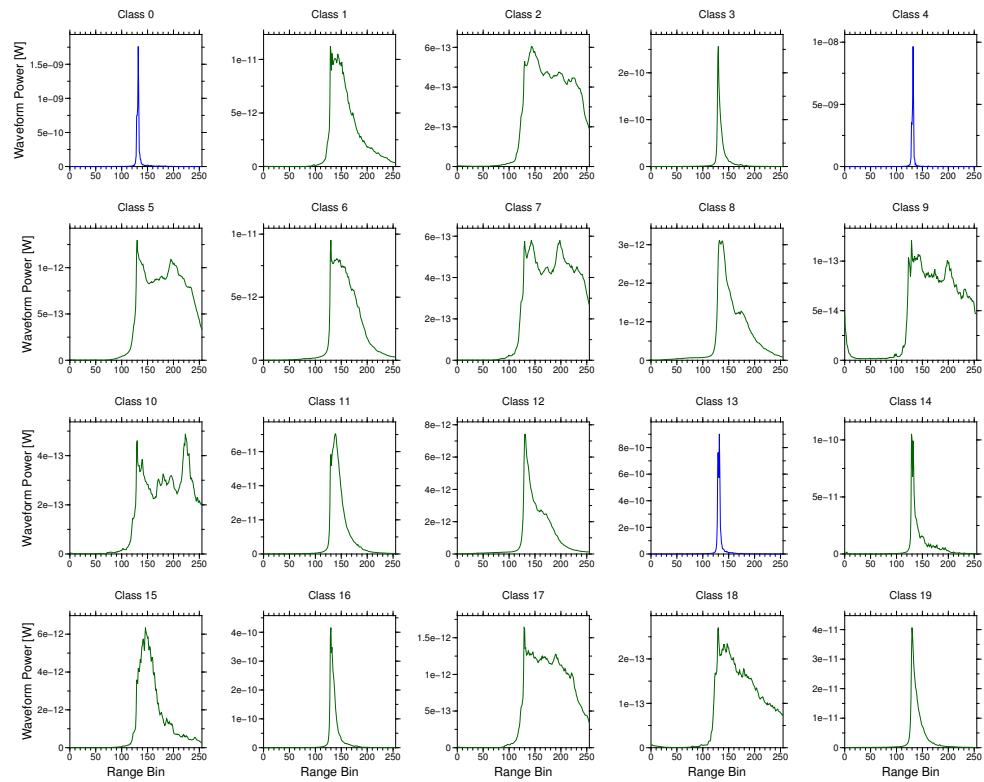 Class 0 Class 1 Class 2 Class 3 Class 4
Waveform Power [W]
1.5e−09
1e−09
5e−10
0
1e−11
5e−12
0
6e−13
4e−13
2e−13
0
2e−10
1e−10
0
1e−08
5e−09
0
0 50 100 150 200 250 0 50 100 150 200 250 0 50 100 150 200 250 0 50 100 150 200 250 0 50 100 150 200 250
Class 5 Class 6 Class 7 Class 8 Class 9
Waveform Power [W]
1e−12
5e−13
0
1e−11
5e−12
0
6e−13
4e−13
2e−13
0
3e−12
2e−12
1e−12
0
1e−13
5e−14
0
0 50 100 150 200 250 0 50 100 150 200 250 0 50 100 150 200 250 0 50 100 150 200 250 0 50 100 150 200 250
Class 10 Class 11 Class 12 Class 13 Class 14
Waveform Power [W]
4e−13
2e−13
0
6e−11
4e−11
2e−11
0
8e−12
6e−12
4e−12
2e−12
0
8e−10
6e−10
4e−10
2e−10
0
1e−10
5e−11
0
0 50 100 150 200 250 0 50 100 150 200 250 0 50 100 150 200 250 0 50 100 150 200 250 0 50 100 150 200 250
Class 15 Class 16 Class 17 Class 18 Class 19
Waveform Power [W]
6e−12
4e−12
2e−12
0
4e−10
3e−10
2e−10
1e−10
0
1.5e−12
1e−12
5e−13
0
2e−13
1e−13
0
4e−11
3e−11
2e−11
1e−11
0
0 50 100 150 200 250 0 50 100 150 200 250 0 50 100 150 200 250 0 50 100 150 200 250 0 50 100 150 200 250
Range Bin Range Bin Range Bin Range Bin Range Bin